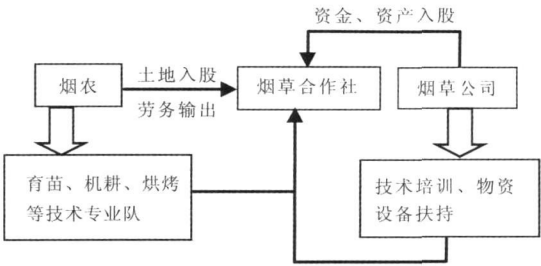 资金、资产入股
烟农
土地入股
劳务输出
烟草合作社
烟草公司
育苗、机耕、烘烤
等技术专业队
技术培训、物资
设备扶持